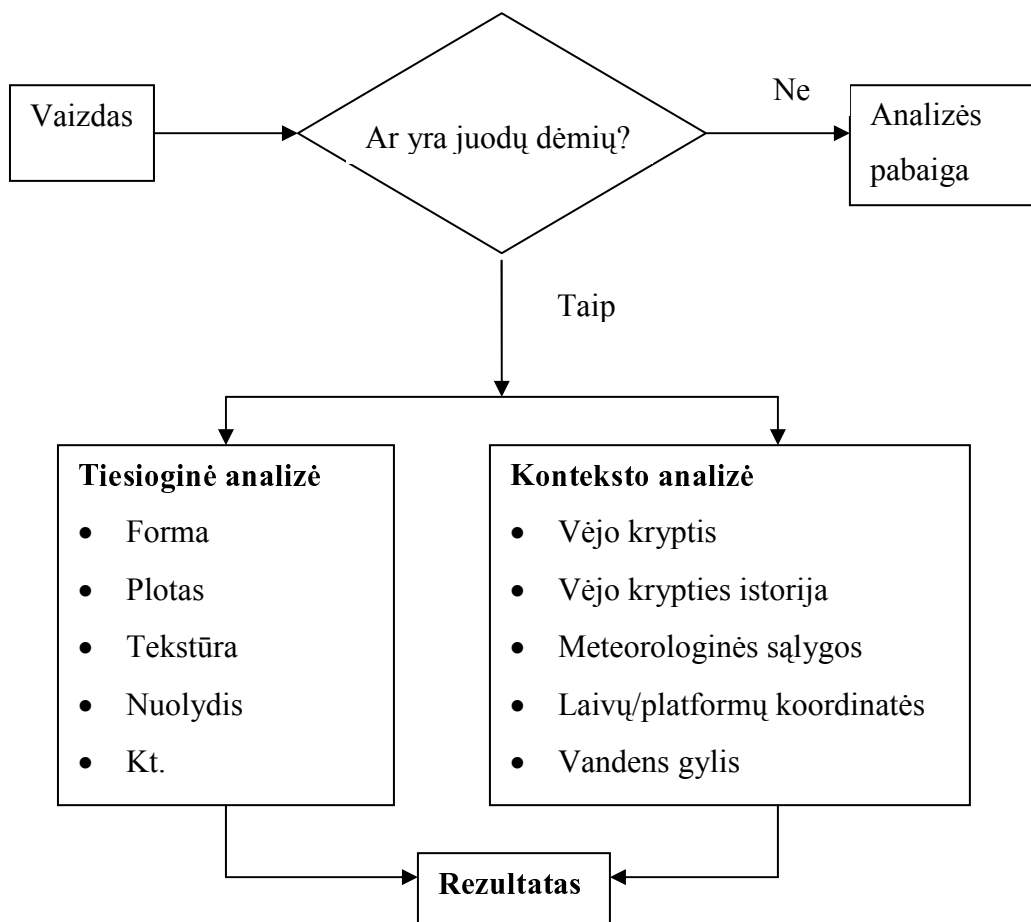 Vaizdas
Ar yra juodų dėmių?
Ne
Analizės
pabaiga
Taip
Tiesioginė analizė
• Forma
• Plotas
• Tekstūra
• Nuolydis
• Kt.
Konteksto analizė
• Vėjo kryptis
• Vėjo krypties istorija
• Meteorologinės sąlygos
• Laivų/platformų koordinatės
• Vandens gylis
Rezultatas